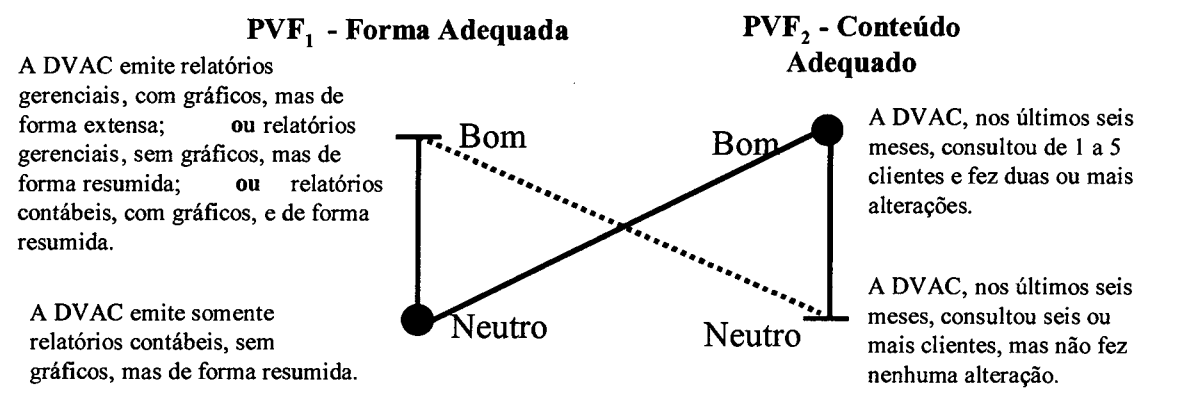 PVF1 - Forma Adequada
A DVAC emite relatórios
gerenciais, com gráficos, mas de
forma extensa; ou relatórios
gerenciais, sem gráficos, mas de
forma resumida; ou relatórios
contábeis, com gráficos, e de forma
resumida.
Bom
A DVAC emite somente
relatórios contábeis, sem
gráficos, mas de forma resumida.
Neutro
PVF2 - Conteúdo
Adequado
Bom
A DVAC, nos últimos seis
meses, consultou de 1 a 5
clientes e fez duas ou mais
alterações.
Neutro
A DVAC, nos últimos seis
meses, consultou seis ou
mais clientes, mas não fez
nenhuma alteração.